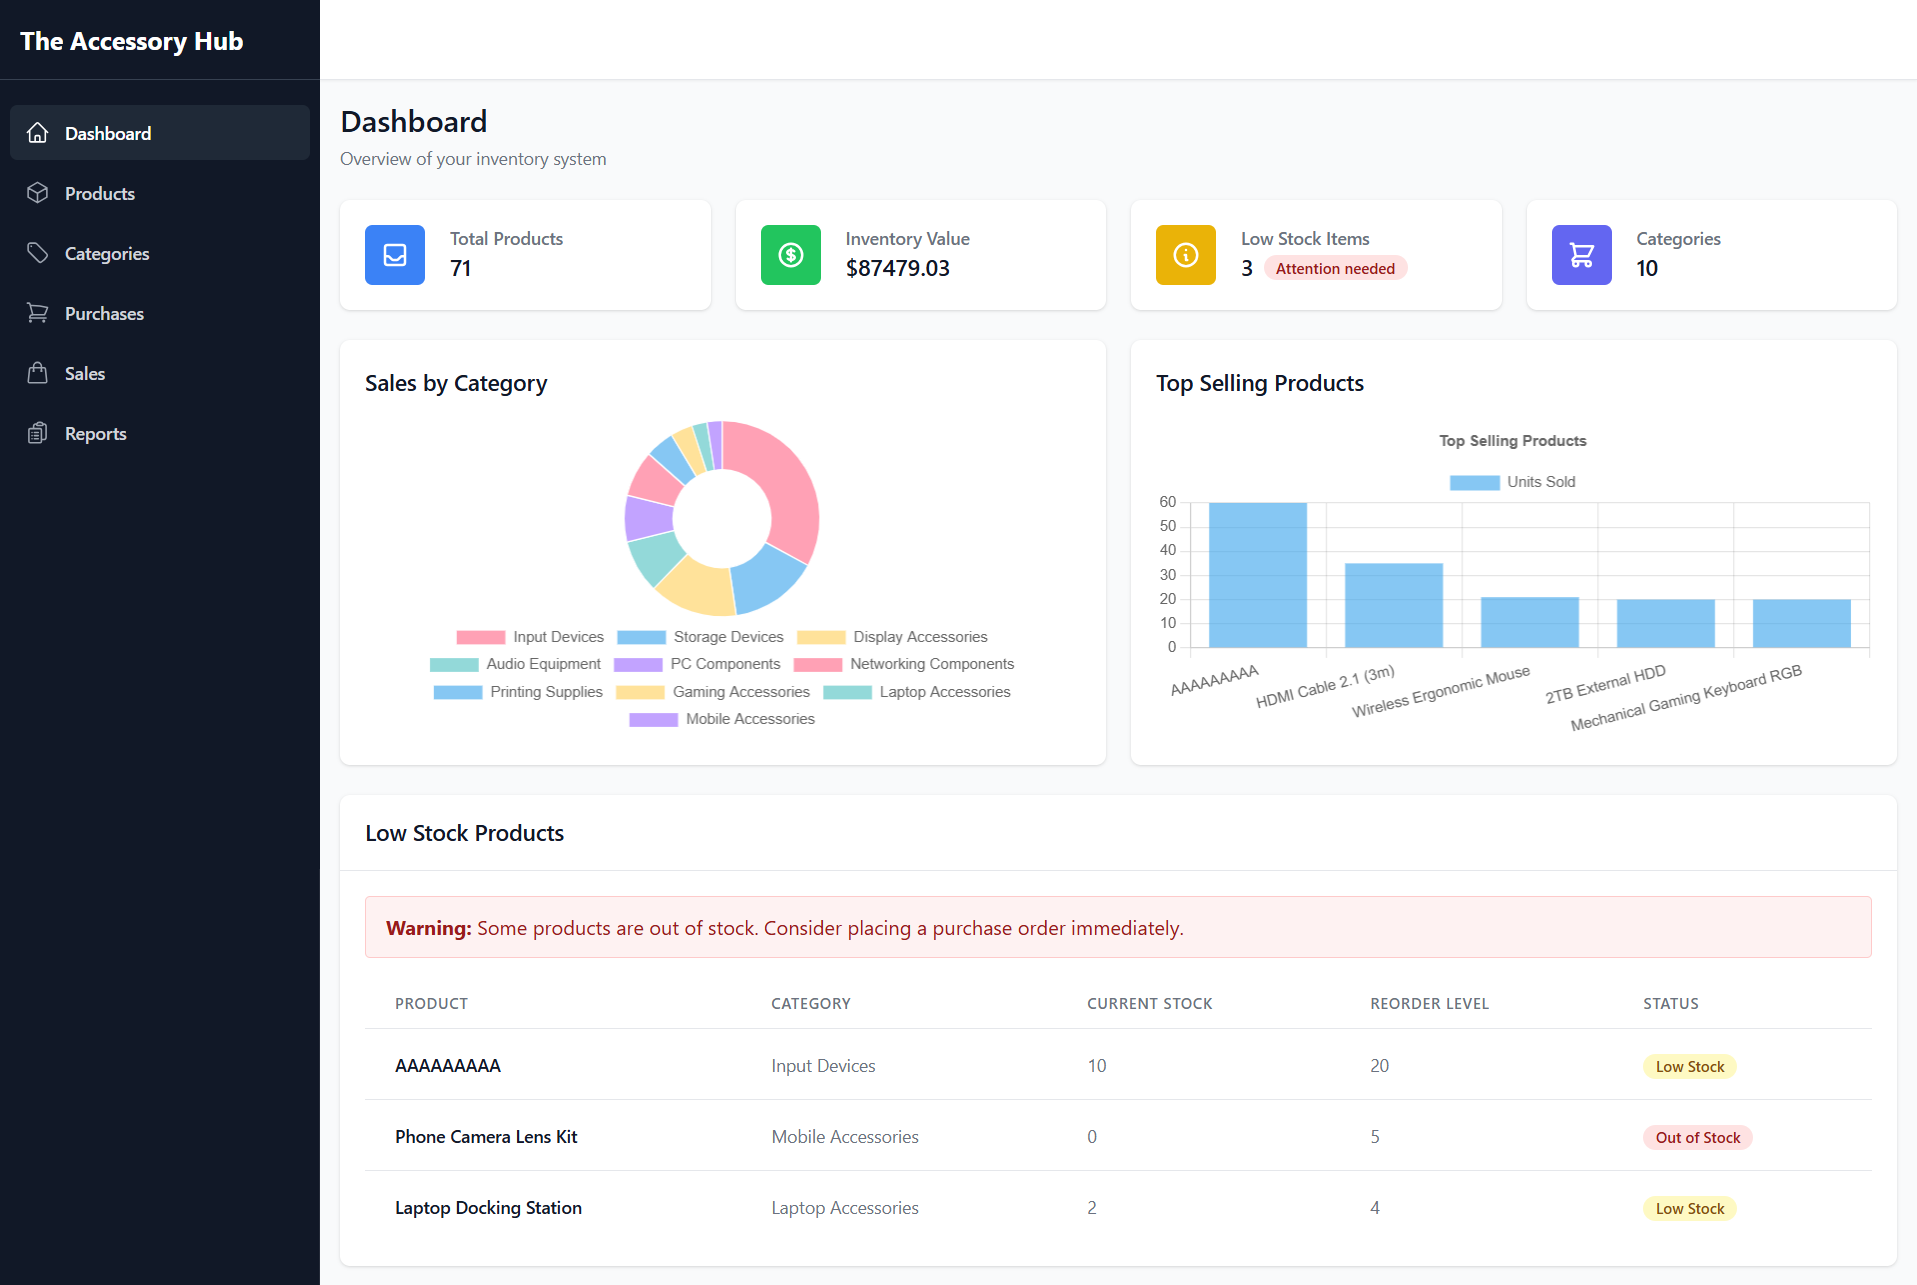 The Accessory Hub
Dashboard
Products
Categories
Purchases
Sales
Reports
Dashboard
Overview of your inventory system
Total Products
71
Inventory Value
$87479.03
Low Stock Items
3 Attention needed
Categories
10
Sales by Category
Input Devices Storage Devices Display Accessories
Audio Equipment PC Components Networking Components
Printing Supplies Gaming Accessories Laptop Accessories
Mobile Accessories
Top Selling Products
Top Selling Products
Units Sold
60
50
40
30
20
10
0
AAAAAAAAA
HDMI Cable 2.1 (3m)
Wireless Ergonomic Mouse
2TB External HDD
Mechanical Gaming Keyboard RGB
Low Stock Products
Warning: Some products are out of stock. Consider placing a purchase order immediately.
PRODUCT CATEGORY CURRENT STOCK REORDER LEVEL STATUS
AAAAAAAAA Input Devices 10 20 Low Stock
Phone Camera Lens Kit Mobile Accessories 0 5 Out of Stock
Laptop Docking Station Laptop Accessories 2 4 Low Stock